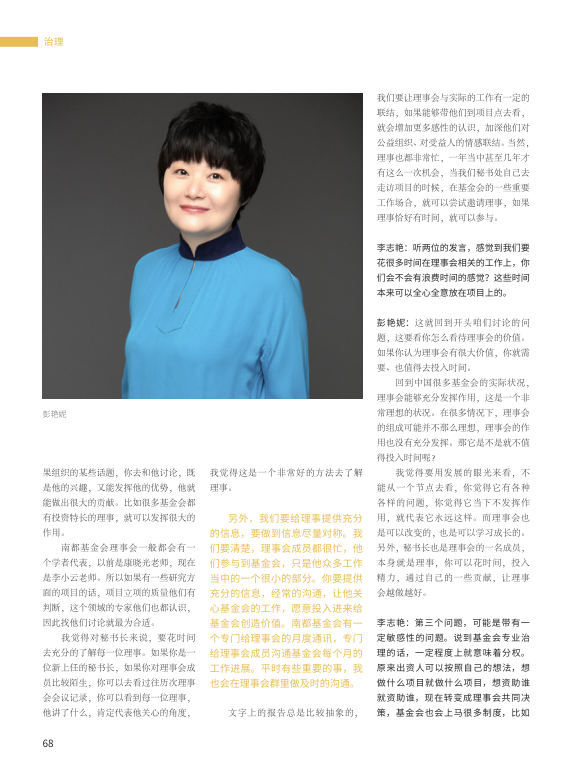 治理
彭艳妮
果组织的某些话题，你去和他讨论，既
是他的兴趣，又能发挥他的优势，他就
能做出很大的贡献。比如很多基金会都
有投资特长的理事，就可以发挥很大的
作用。
南都基金会理事会一般都会有一
个学者代表，以前是康晓光老师，现在
是李小云老师。所以如果有一些研究方
面的项目的话，项目立项的质量他们有
判断，这个领域的专家他们也都认识，
因此找他们讨论就最为合适。
我觉得对秘书长来说，要花时间
去充分的了解每一位理事。如果你是一
位新上任的秘书长，如果你对理事会成
员比较陌生，你可以去看过往历次理事
会会议记录，你可以看到每一位理事，
他讲了什么，肯定代表他关心的角度，
我觉得这是一个非常好的方法去了解
理事。
另外，我们要给理事提供充分
的信息，要做到信息尽量对称。我
们要清楚，理事会成员都很忙，他
们参与到基金会，只是他众多工作
当中的一个很小的部分。你要提供
充分的信息，经常的沟通，让他关
心基金会的工作，愿意投入进来给
基金会创造价值。南都基金会有一
个专门给理事会的月度通讯，专门
给理事会成员沟通基金会每个月的
工作进展。平时有些重要的事，我
也会在理事会群里做及时的沟通。
文字上的报告总是比较抽象的，
我们要让理事会与实际的工作有一定的
联结，如果能够带他们到项目点去看，
就会增加更多感性的认识，加深他们对
公益组织、对受益人的情感联结。当然，
理事也都非常忙，一年当中甚至几年才
有这么一次机会，当我们秘书处自己去
走访项目的时候，在基金会的一些重要
工作场合，就可以尝试邀请理事，如果
理事恰好有时间，就可以参与。
李志艳：听两位的发言，感觉到我们要
花很多时间在理事会相关的工作上，你
们会不会有浪费时间的感觉？这些时间
本来可以全心全意放在项目上的。
彭艳妮：这就回到开头咱们讨论的问
题，这要看你怎么看待理事会的价值。
如果你认为理事会有很大价值，你就需
要、也值得去投入时间。
回到中国很多基金会的实际状况，
理事会能够充分发挥作用，这是一个非
常理想的状况。在很多情况下，理事会
的组成可能并不那么理想，理事会的作
用也没有充分发挥。那它是不是就不值
得投入时间呢？
我觉得要用发展的眼光来看，不
能从一个节点去看，你觉得它有各种
各样的问题，你觉得它当下不发挥作
用，就代表它永远这样。而理事会也
是可以改变的，也是可以学习成长的。
另外，秘书长也是理事会的一名成员，
本身就是理事，你可以花时间，投入
精力，通过自己的一些贡献，让理事
会越做越好。
李志艳：第三个问题，可能是带有一
定敏感性的问题。说到基金会专业治
理的话，一定程度上就意味着分权。
原来出资人可以按照自己的想法，想
做什么项目就做什么项目，想资助谁
就资助谁，现在转变成理事会共同决
策，基金会也会上马很多制度，比如
68